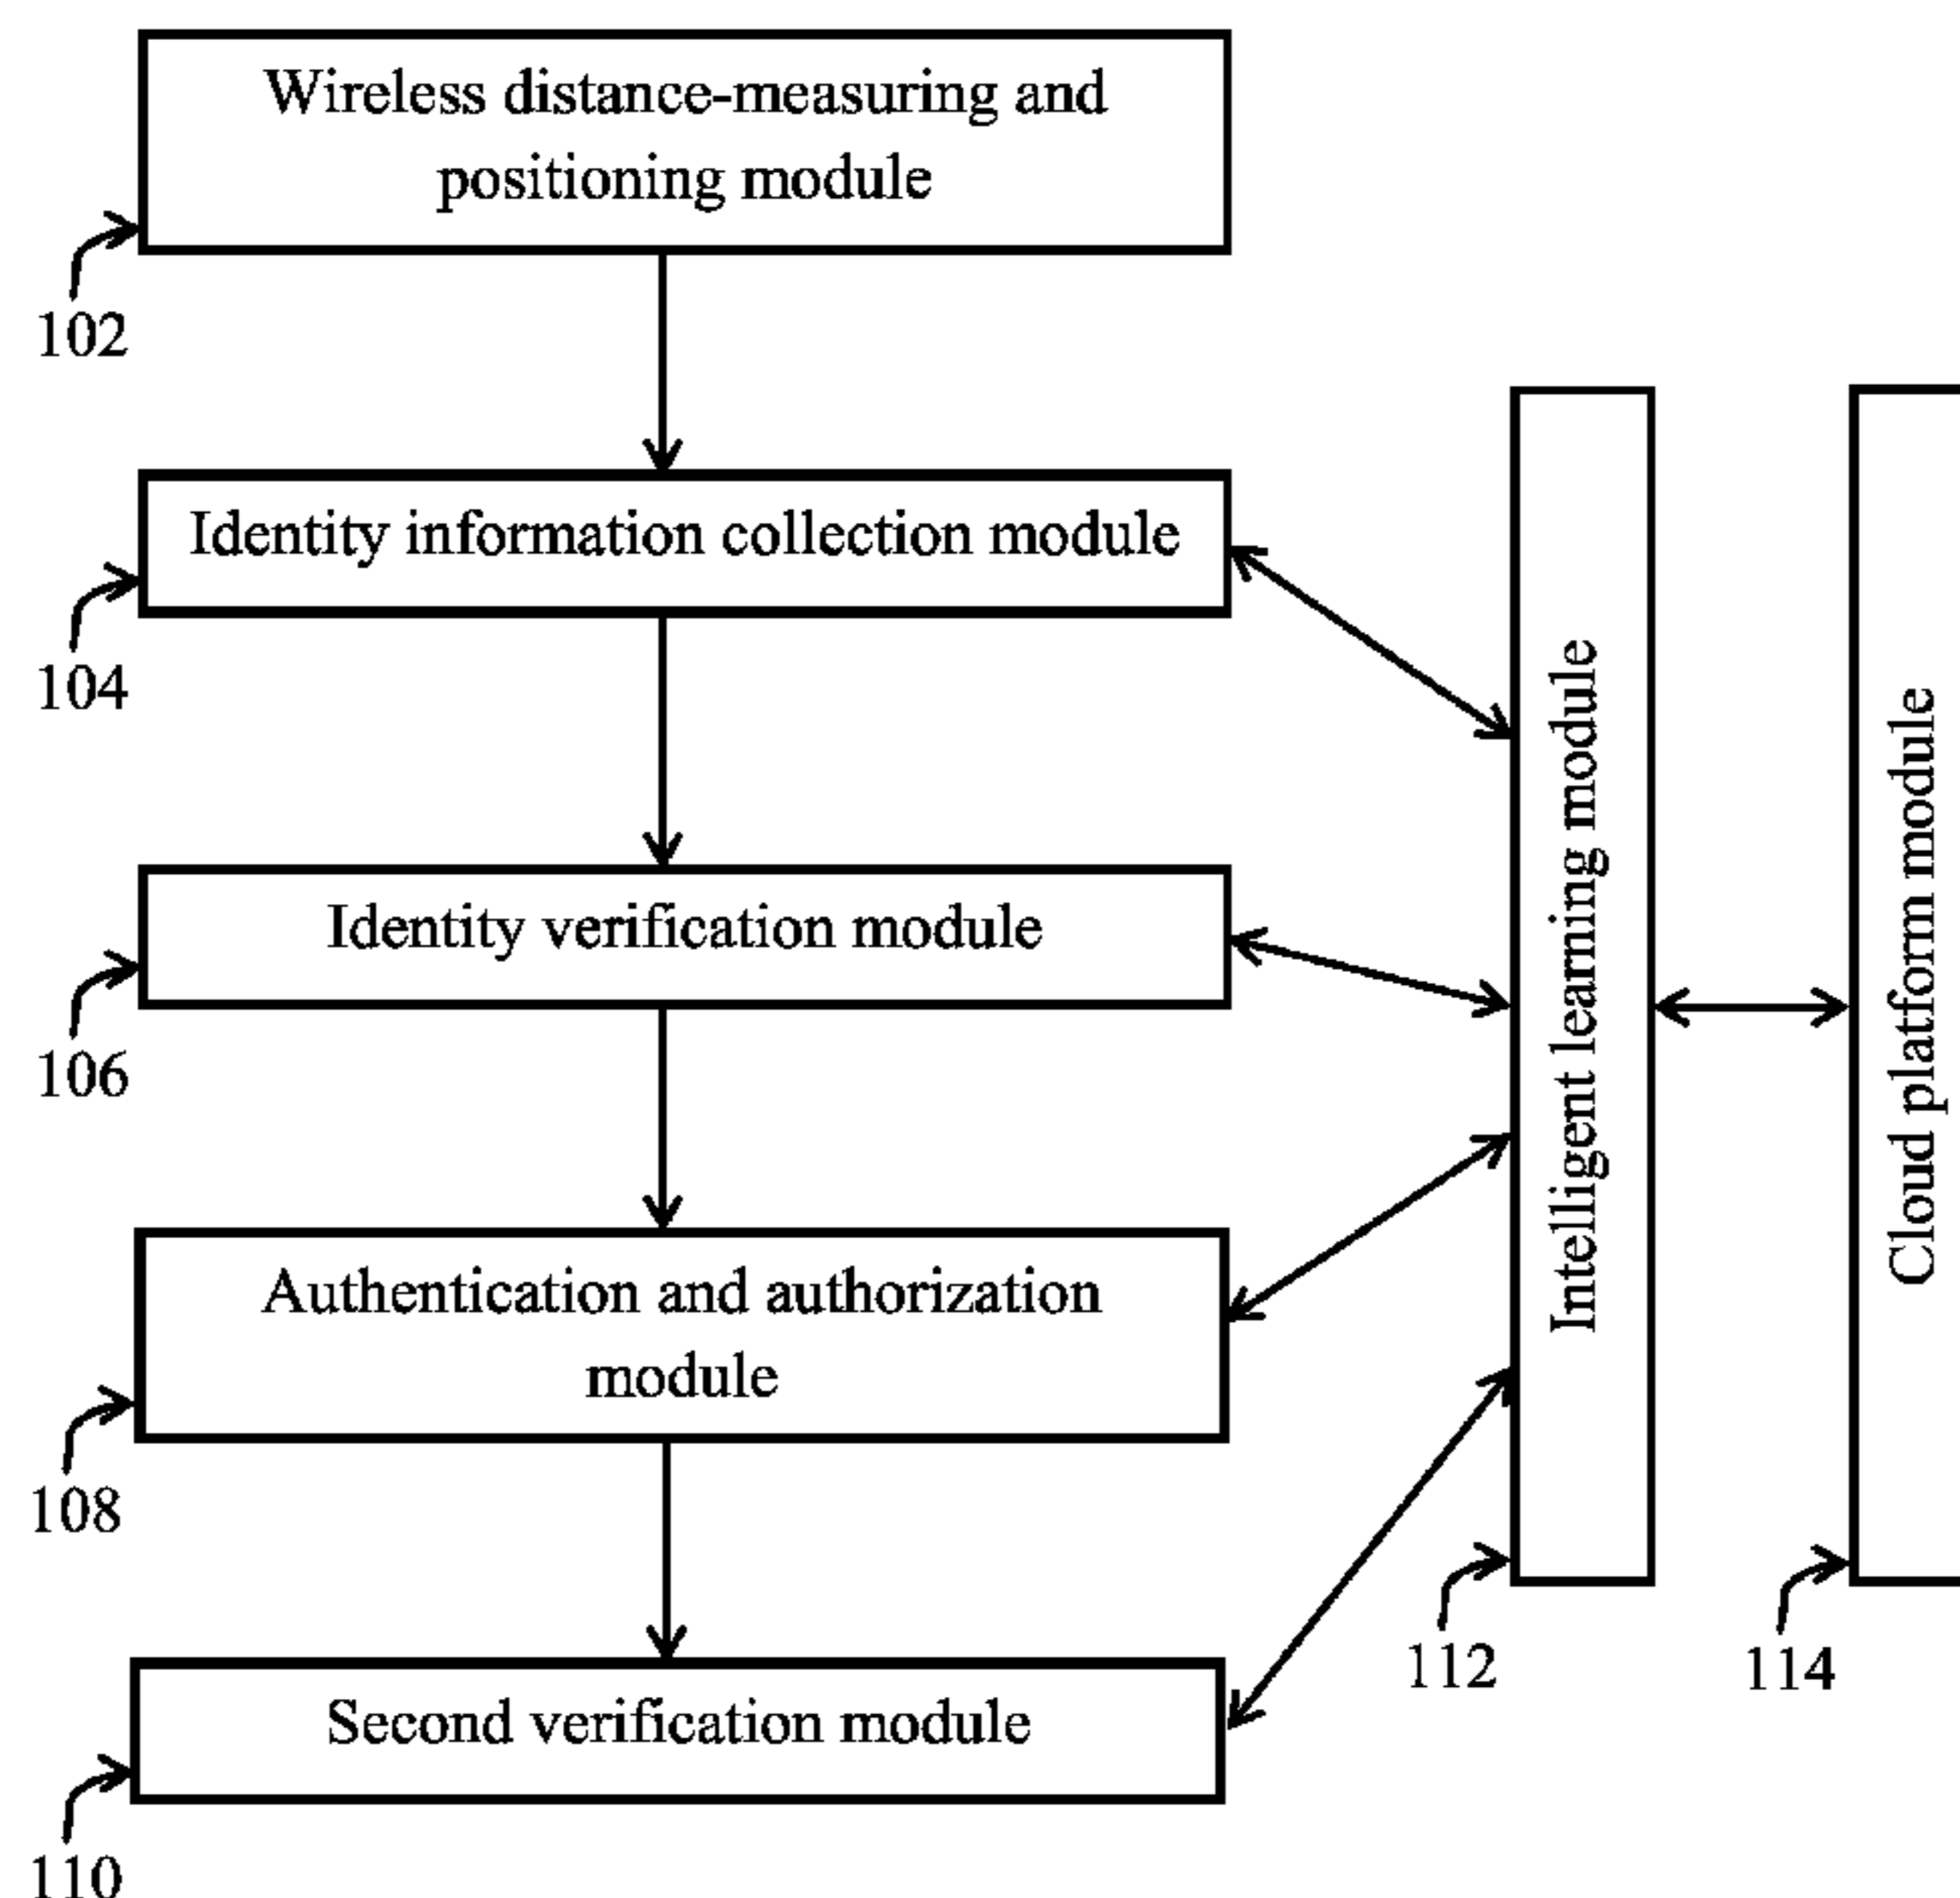 Wireless distance-measuring and
positioning module
102
Identity information collection module
104
Identity verification module
106
Authentication and authorization
module
108
Second verification module
110
Intelligent learning module
112
Cloud platform module
114